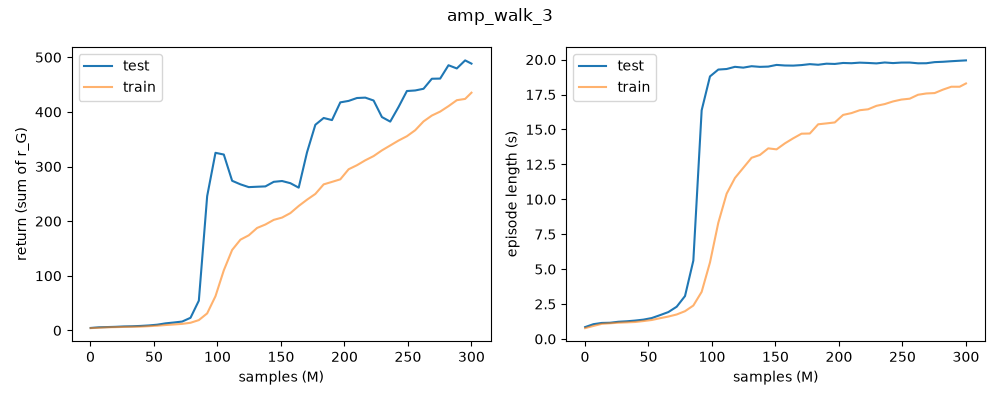 amp_walk_3
test
train
return (sum of r_G)
500
400
300
200
100
0
0 50 100 150 200 250 300
samples (M)
test
train
episode length (s)
20.0
17.5
15.0
12.5
10.0
7.5
5.0
2.5
0.0
0 50 100 150 200 250 300
samples (M)